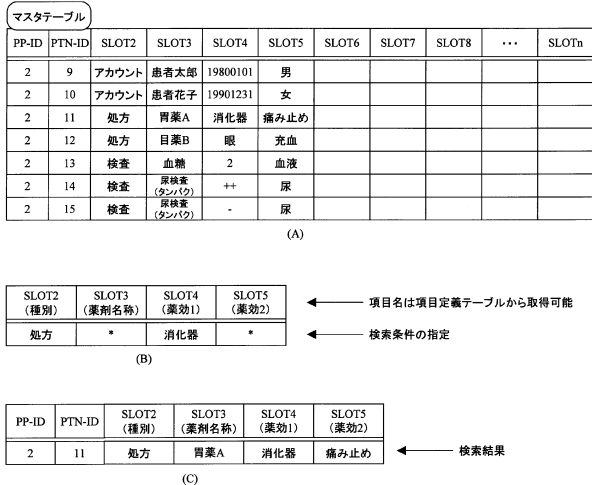 マスタテーブル
PP-ID PTN-ID SLOT2 SLOT3 SLOT4 SLOT5 SLOT6 SLOT7 SLOT8 ・・・ SLOTn
2 9 アカウント 患者太郎 19800101 男
2 10 アカウント 患者花子 19901231 女
2 11 処方 胃薬A 消化器 痛み止め
2 12 処方 目薬B 眼 充血
2 13 検査 血糖 2 血液
2 14 検査 尿検査(タンパク) ++ 尿
2 15 検査 尿検査(タンパク) - 尿
(A)
SLOT2 SLOT3 SLOT4 SLOT5
(種別) (薬剤名称) (薬効1) (薬効2)
項目名は項目定義テーブルから取得可能
処方 * 消化器 *
検索条件の指定
(B)
PP-ID PTN-ID SLOT2 SLOT3 SLOT4 SLOT5
(種別) (薬剤名称) (薬効1) (薬効2)
2 11 処方 胃薬A 消化器 痛み止め
検索結果
(C)